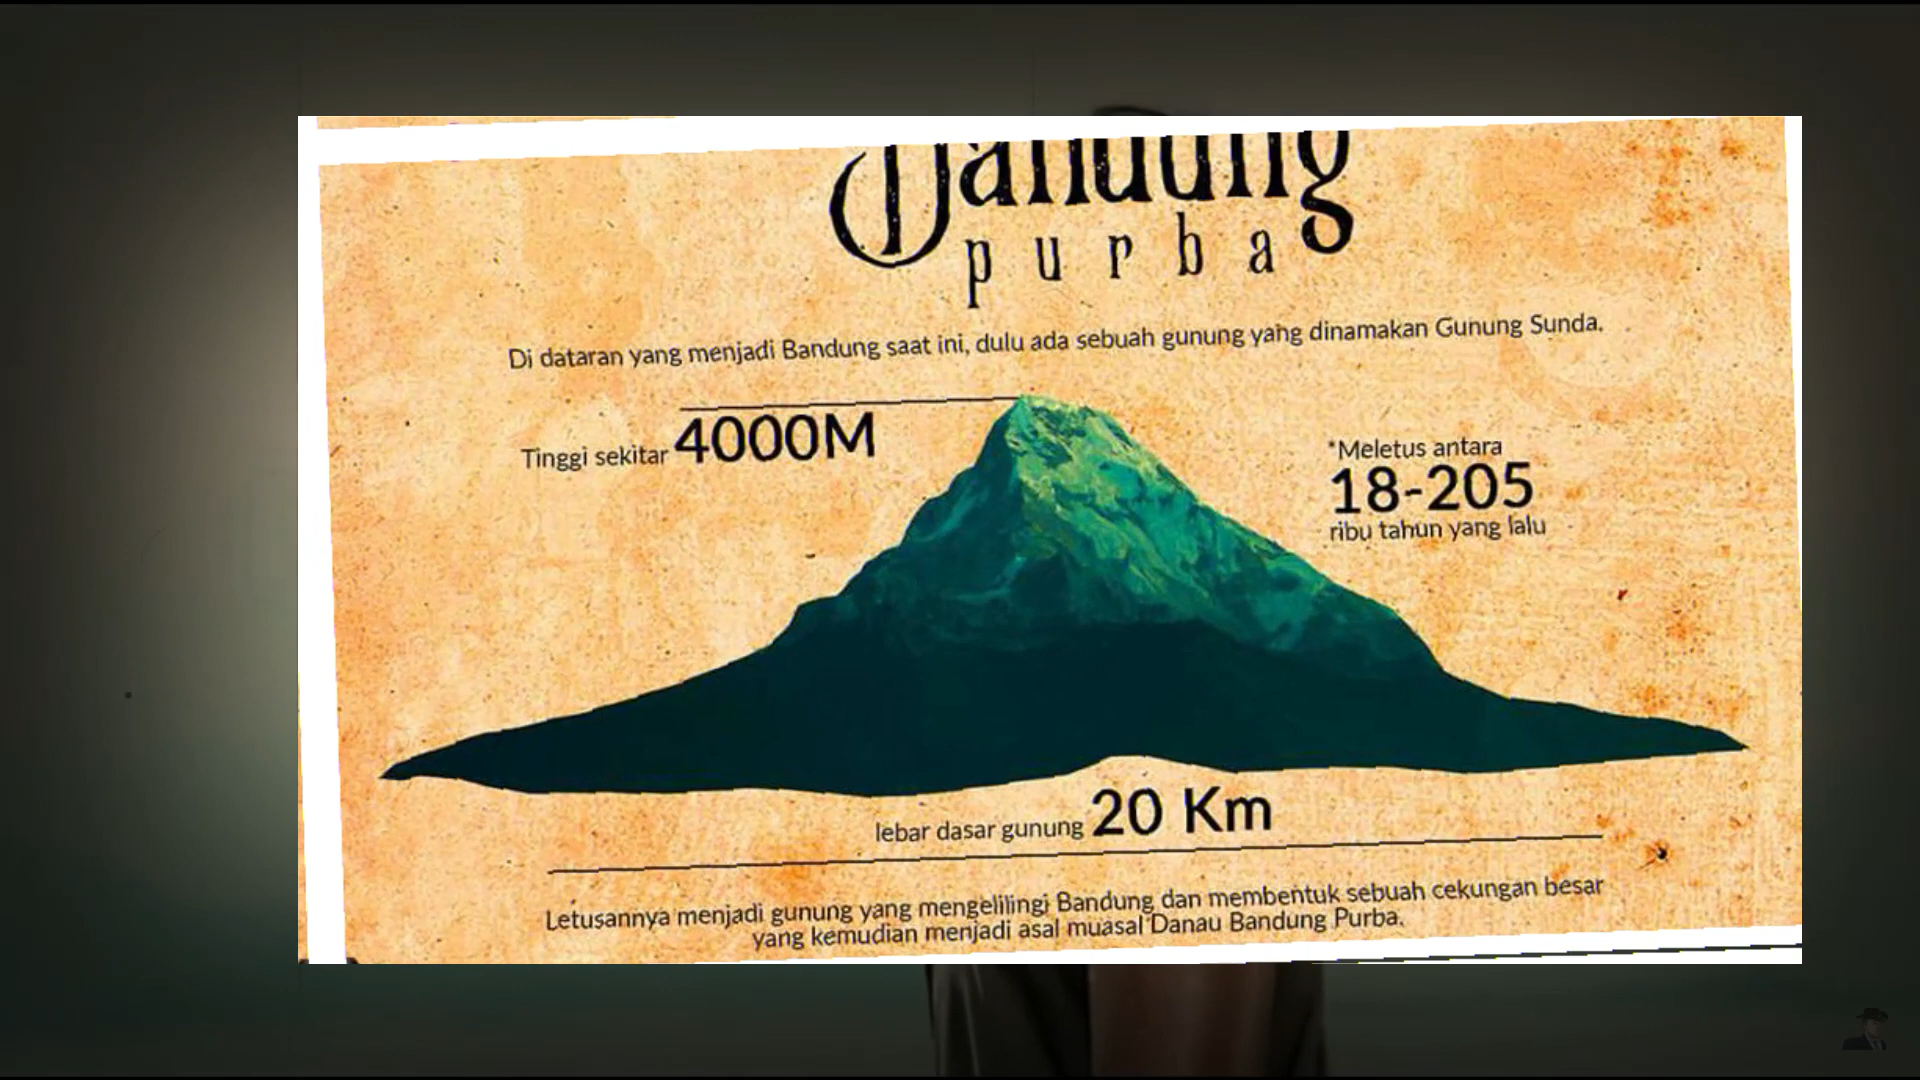 Bandung
purba
Di dataran yang menjadi Bandung saat ini, dulu ada sebuah gunung yang dinamakan Gunung Sunda.
Tinggi sekitar 4000M
*Meletus antara
18-205
ribu tahun yang lalu
lebar dasar gunung 20 Km
Letusannya menjadi gunung yang mengelilingi Bandung dan membentuk sebuah cekungan besar
yang kemudian menjadi asal muasal Danau Bandung Purba.